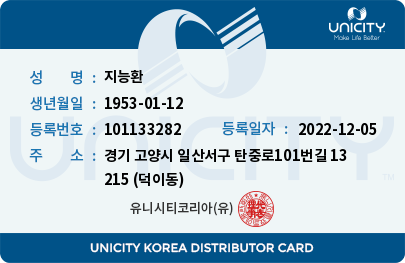 UNICITY
Make Life Better
성 명 : 지능환
생년월일 : 1953-01-12
등록번호 : 101133282 등록일자 : 2022-12-05
주 소 : 경기 고양시 일산서구 탄중로101번길 13
215 (덕이동)
유니시티코리아(유)
UNICITY
UNICITY KOREA DISTRIBUTOR CARD